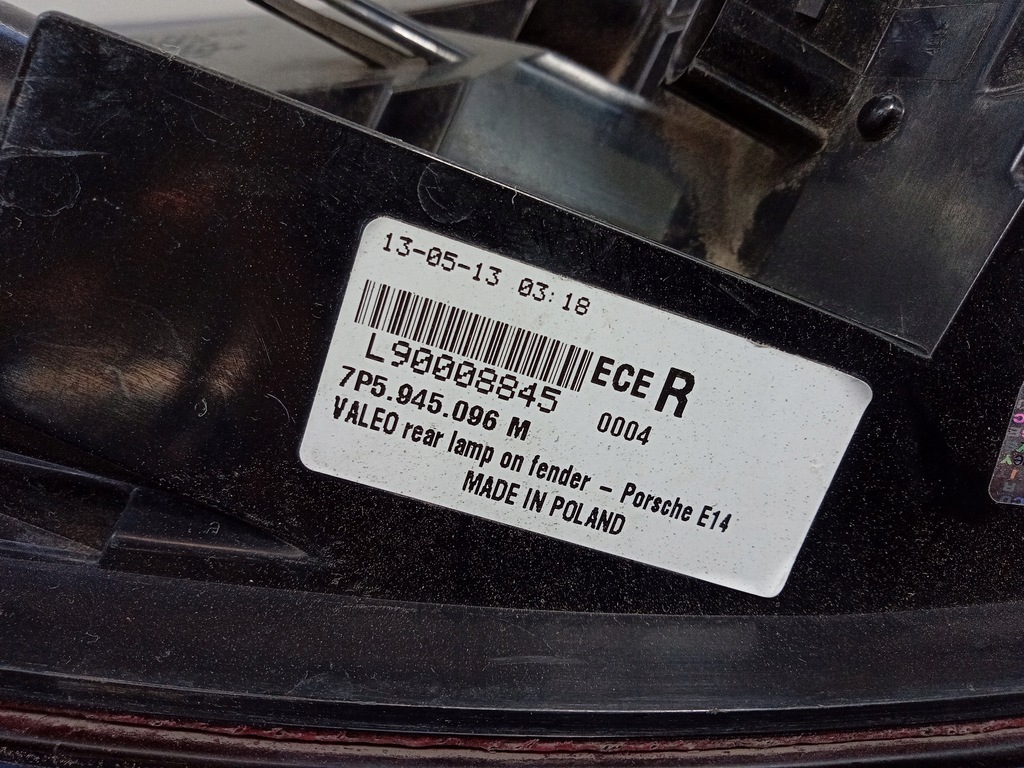 13-05-13 03:18
L90008845
ECE R
7P5.945.096 M
0004
VALEO rear lamp on fender – Porsche E14
MADE IN POLAND